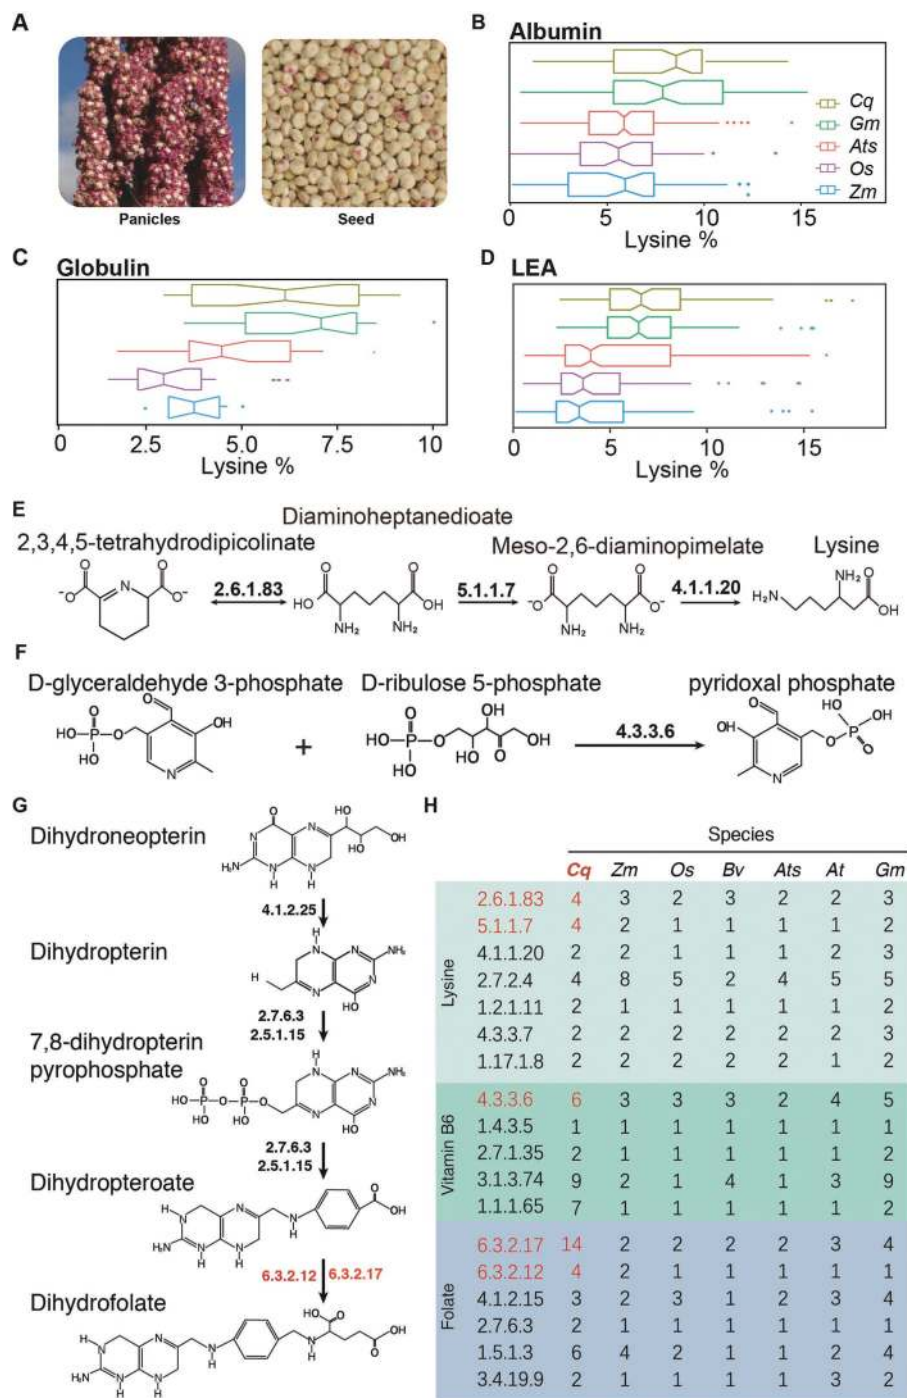 A
Panicles
Seed
B
Albumin
Cq
Gm
Ats
Os
Zm
0 5 10 15
Lysine %
C
Globulin
0 2.5 5.0 7.5 10
Lysine %
D
LEA
0 5 10 15
Lysine %
E
Diaminoheptanedioate
2,3,4,5-tetrahydrodipicolinate
Meso-2,6-diaminopimelate
Lysine
2.6.1.83
5.1.1.7
4.1.1.20
F
D-glyceraldehyde 3-phosphate
D-ribulose 5-phosphate
pyridoxal phosphate
+
4.3.3.6
G
Dihydroneopterin
4.1.2.25
Dihydropterin
2.7.6.3
2.5.1.15
7,8-dihydropterin
pyrophosphate
2.7.6.3
2.5.1.15
Dihydropteroate
6.3.2.12 6.3.2.17
Dihydrofolate
H
Species
Cq Zm Os Bv Ats At Gm
Lysine
2.6.1.83 4 3 2 3 2 2 3
5.1.1.7 4 2 1 1 1 1 2
4.1.1.20 2 2 1 1 1 2 3
2.7.2.4 4 8 5 2 4 5 5
1.2.1.11 2 1 1 1 1 1 2
4.3.3.7 2 2 2 2 2 2 3
1.17.1.8 2 2 2 2 2 1 2
Vitamin B6
4.3.3.6 6 3 3 3 2 4 5
1.4.3.5 1 1 1 1 1 1 1
2.7.1.35 2 1 1 1 1 1 2
3.1.3.74 9 2 1 4 1 3 9
1.1.1.65 7 1 1 1 1 1 2
Folate
6.3.2.17 14 2 2 2 2 3 4
6.3.2.12 4 2 1 1 1 1 1
4.1.2.15 3 2 3 1 2 3 4
2.7.6.3 2 1 1 1 1 1 1
1.5.1.3 6 4 2 1 1 2 4
3.4.19.9 2 1 1 1 1 3 2